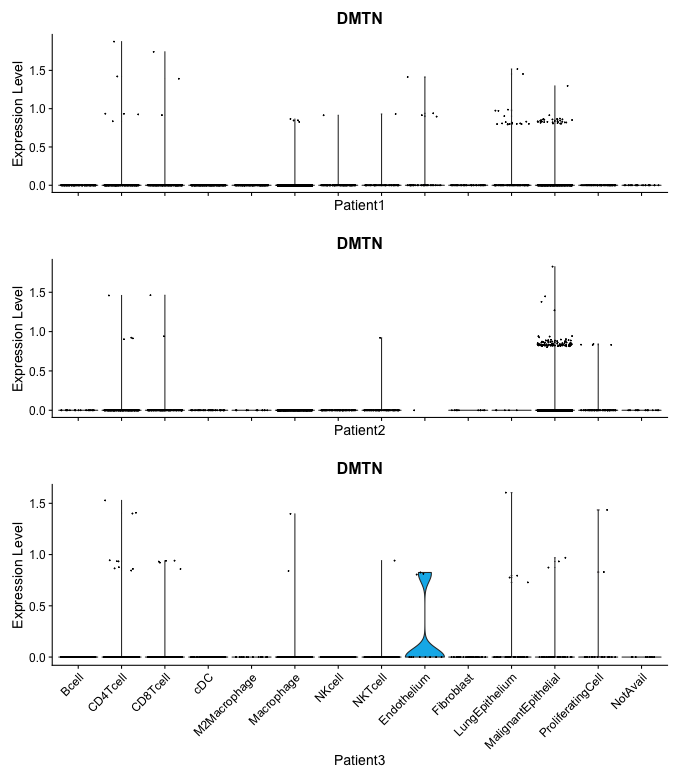 DMTN
Expression Level
1.5
1.0
0.5
0.0
Patient1
DMTN
Expression Level
1.5
1.0
0.5
0.0
Patient2
DMTN
Expression Level
1.5
1.0
0.5
0.0
Bcell
CD4Tcell
CD8Tcell
cDC
M2Macrophage
Macrophage
NKcell
NKTcell
Endothelium
Fibroblast
LungEpithelium
MalignantEpithelial
ProliferatingCell
NotAvail
Patient3